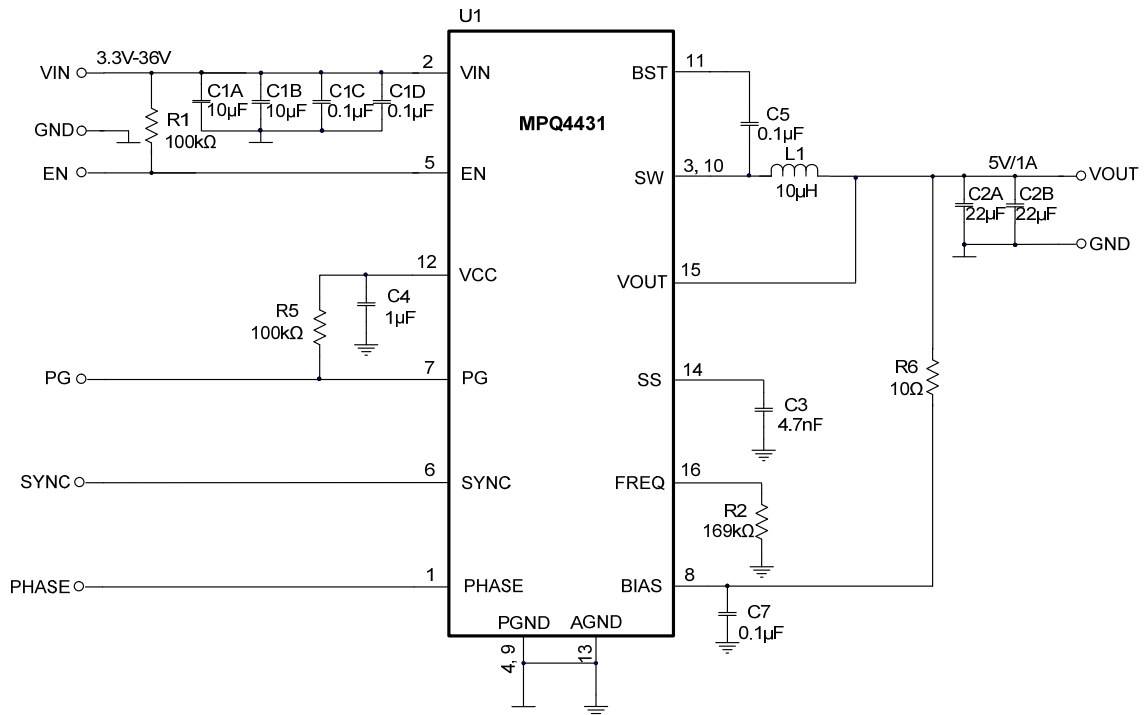 U1
3.3V-36V
VIN
2
VIN
BST
11
C1A
10µF
C1B
10µF
C1C
0.1µF
C1D
0.1µF
MPQ4431
C5
0.1µF
GND
R1
100kΩ
L1
10µH
EN
5
EN
SW
3, 10
5V/1A
VOUT
C2A
22µF
C2B
22µF
GND
12
VCC
VOUT
15
R5
100kΩ
C4
1µF
PG
7
PG
SS
14
R6
10Ω
C3
4.7nF
SYNC
6
SYNC
FREQ
16
R2
169kΩ
PHASE
1
PHASE
BIAS
8
C7
0.1µF
PGND
AGND
4, 9
13